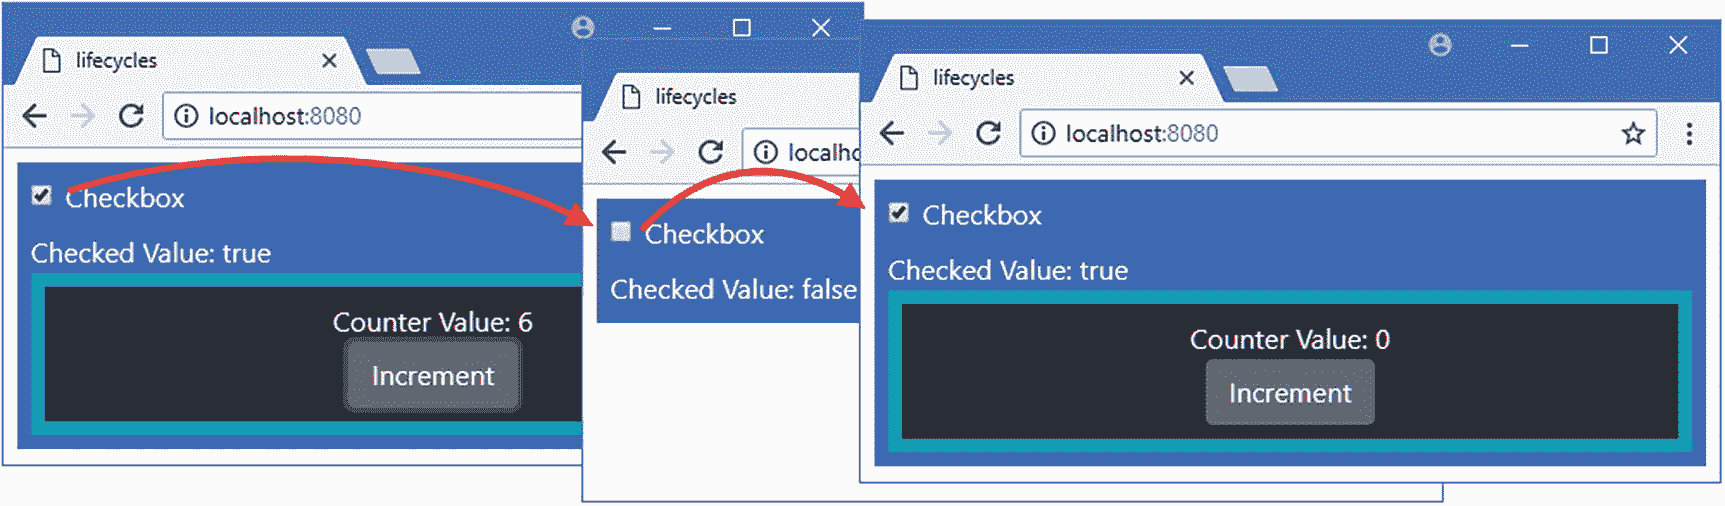 lifecycles
localhost:8080
Checkbox
Checked Value: true
Counter Value: 6
Increment
lifecycles
localho
Checkbox
Checked Value: false
lifecycles
localhost:8080
Checkbox
Checked Value: true
Counter Value: 0
Increment